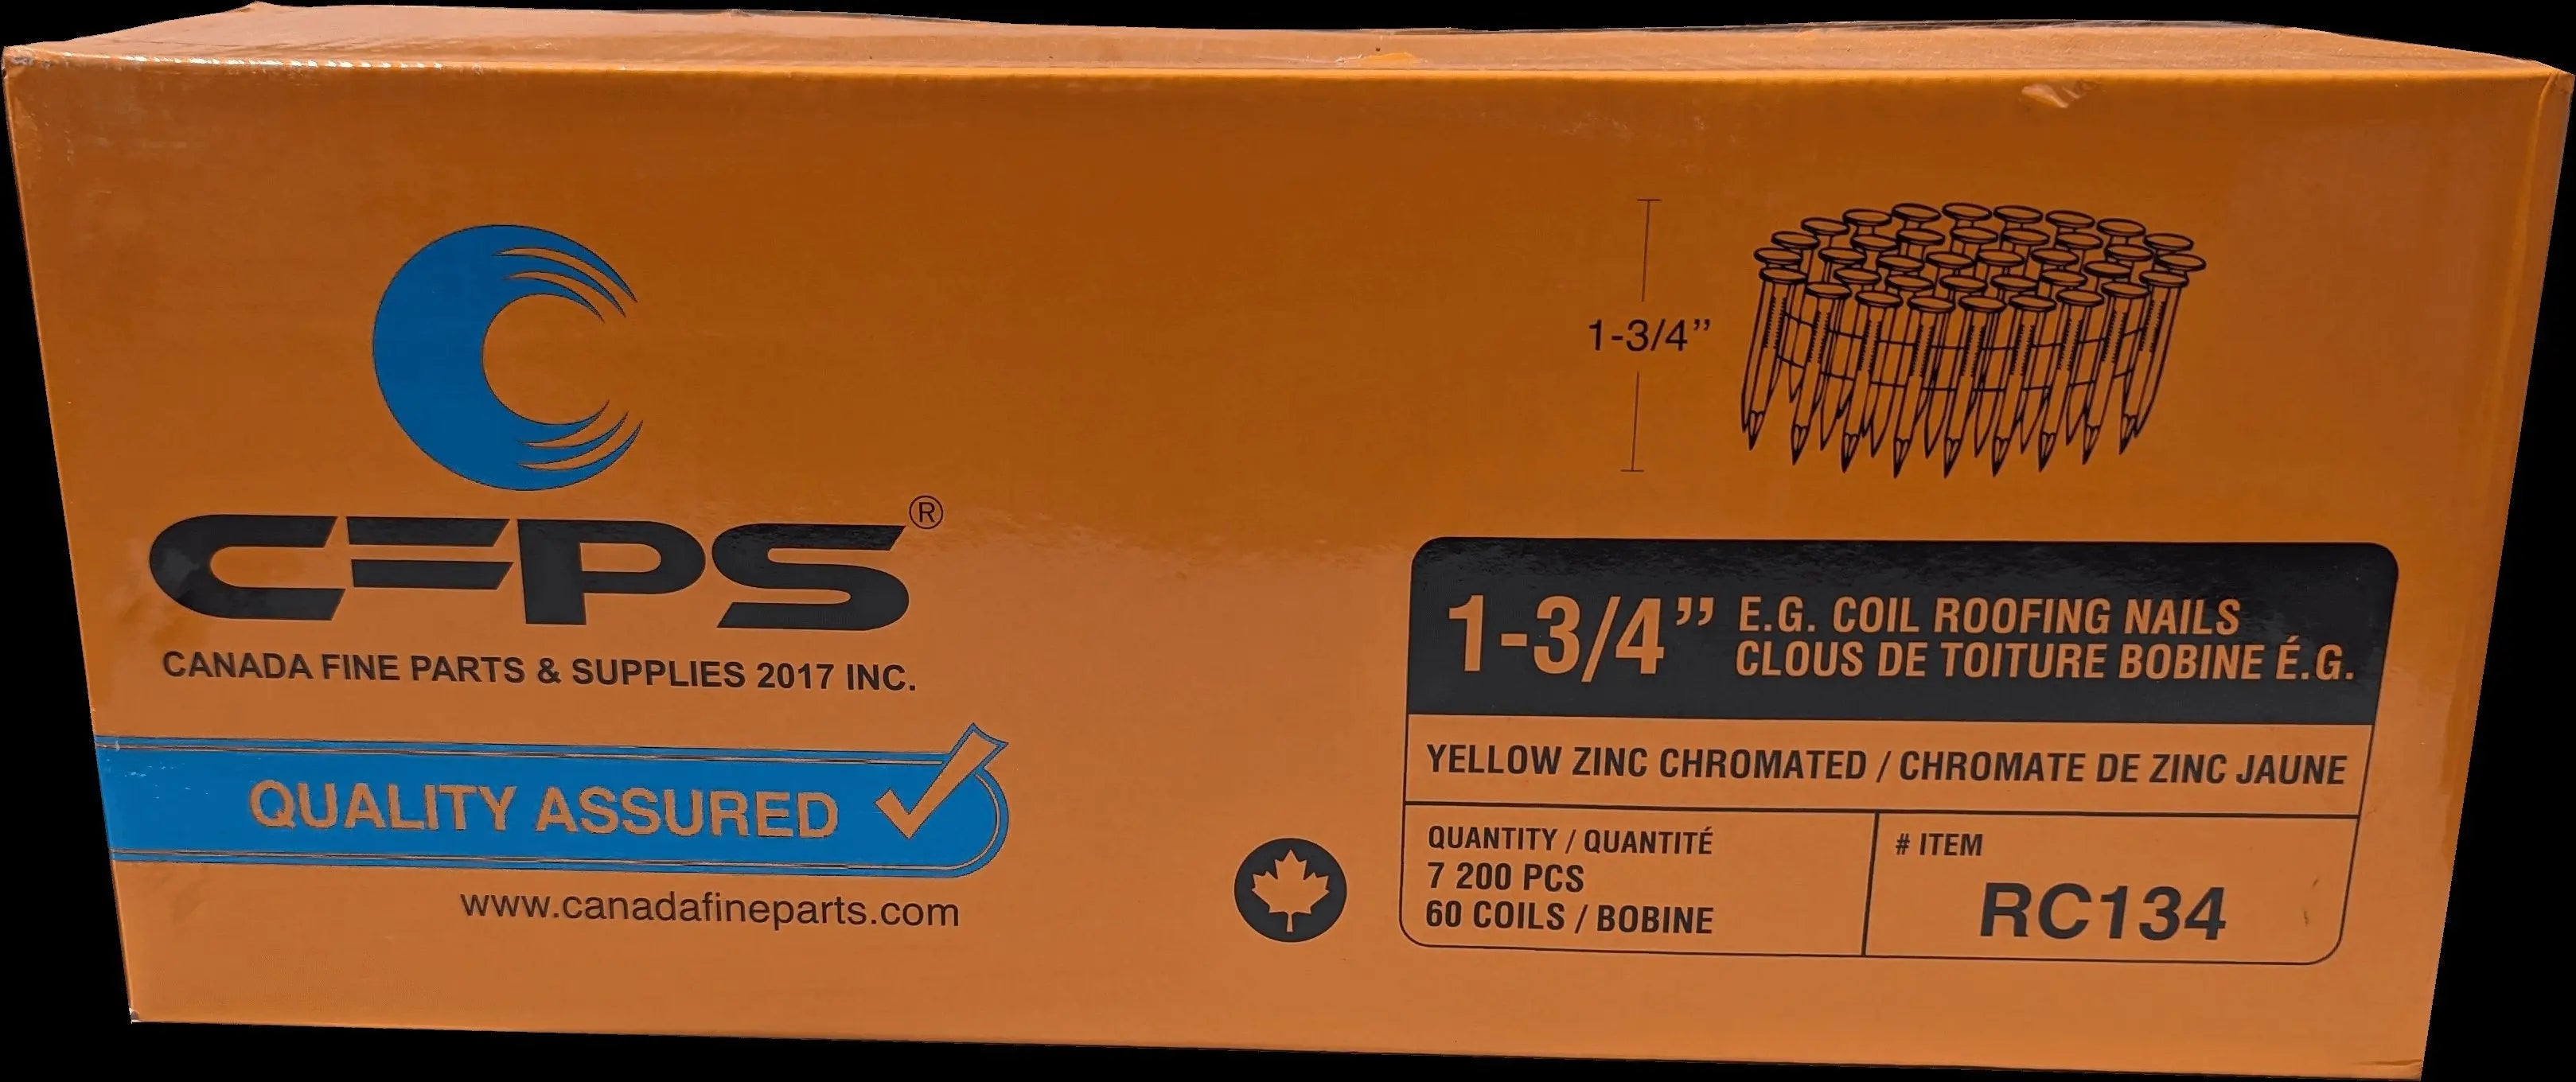 CFPS®
CANADA FINE PARTS & SUPPLIES 2017 INC.
QUALITY ASSURED
www.canadafineparts.com
1-3/4”
1-3/4” E.G. COIL ROOFING NAILS
CLOUS DE TOITURE BOBINE É.G.
YELLOW ZINC CHROMATED / CHROMATE DE ZINC JAUNE
QUANTITY / QUANTITÉ
7 200 PCS
60 COILS / BOBINE
# ITEM
RC134